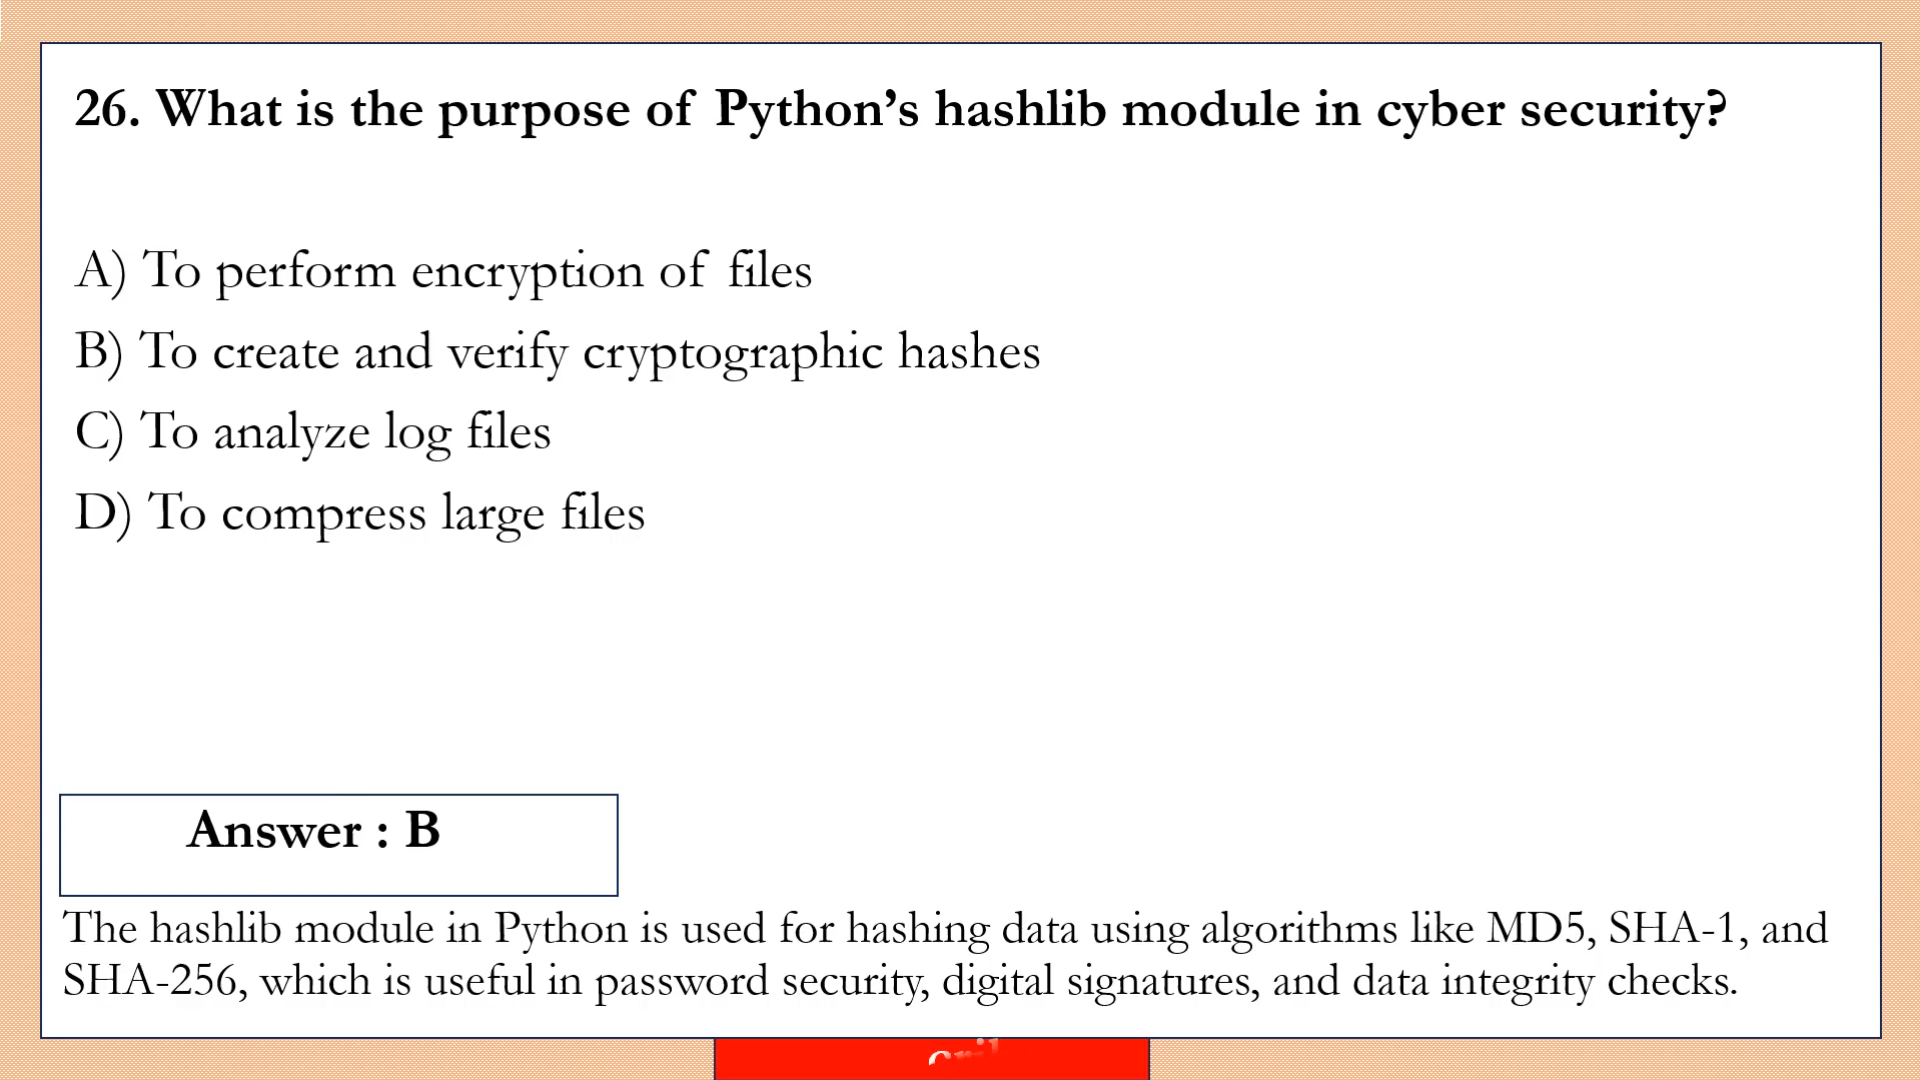 26. What is the purpose of Python’s hashlib module in cyber security?
A) To perform encryption of files
B) To create and verify cryptographic hashes
C) To analyze log files
D) To compress large files
Answer : B
The hashlib module in Python is used for hashing data using algorithms like MD5, SHA-1, and
SHA-256, which is useful in password security, digital signatures, and data integrity checks.